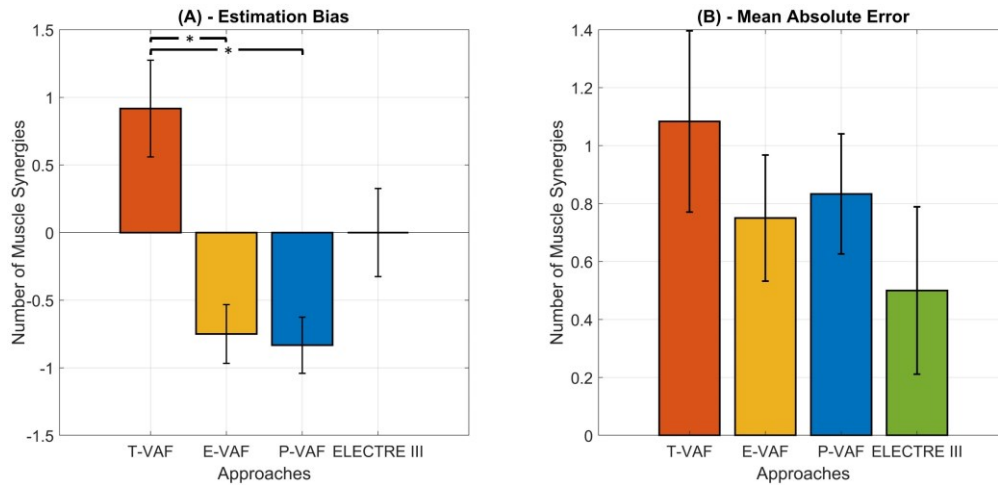 (A) - Estimation Bias
Number of Muscle Synergies
1.5
1
0.5
0
-0.5
-1
-1.5
*
*
T-VAF E-VAF P-VAF ELECTRE III
Approaches
(B) - Mean Absolute Error
Number of Muscle Synergies
1.4
1.2
1
0.8
0.6
0.4
0.2
0
T-VAF E-VAF P-VAF ELECTRE III
Approaches